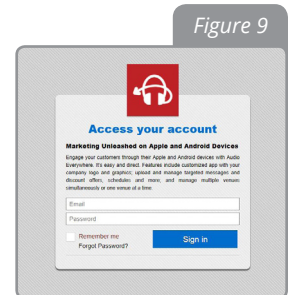 Figure 9
Access your account
Marketing Unleashed on Apple and Android Devices
Engage your customers through their Apple and Android devices with Audio
Everywhere. It's easy and direct. Features include customized app with your
company logo and graphics; upload and manage targeted messages and
discount offers, schedules and more, and manage multiple venues
simultaneously or one venue at a time.
Email
Password
Remember me
Forgot Password?
Sign in